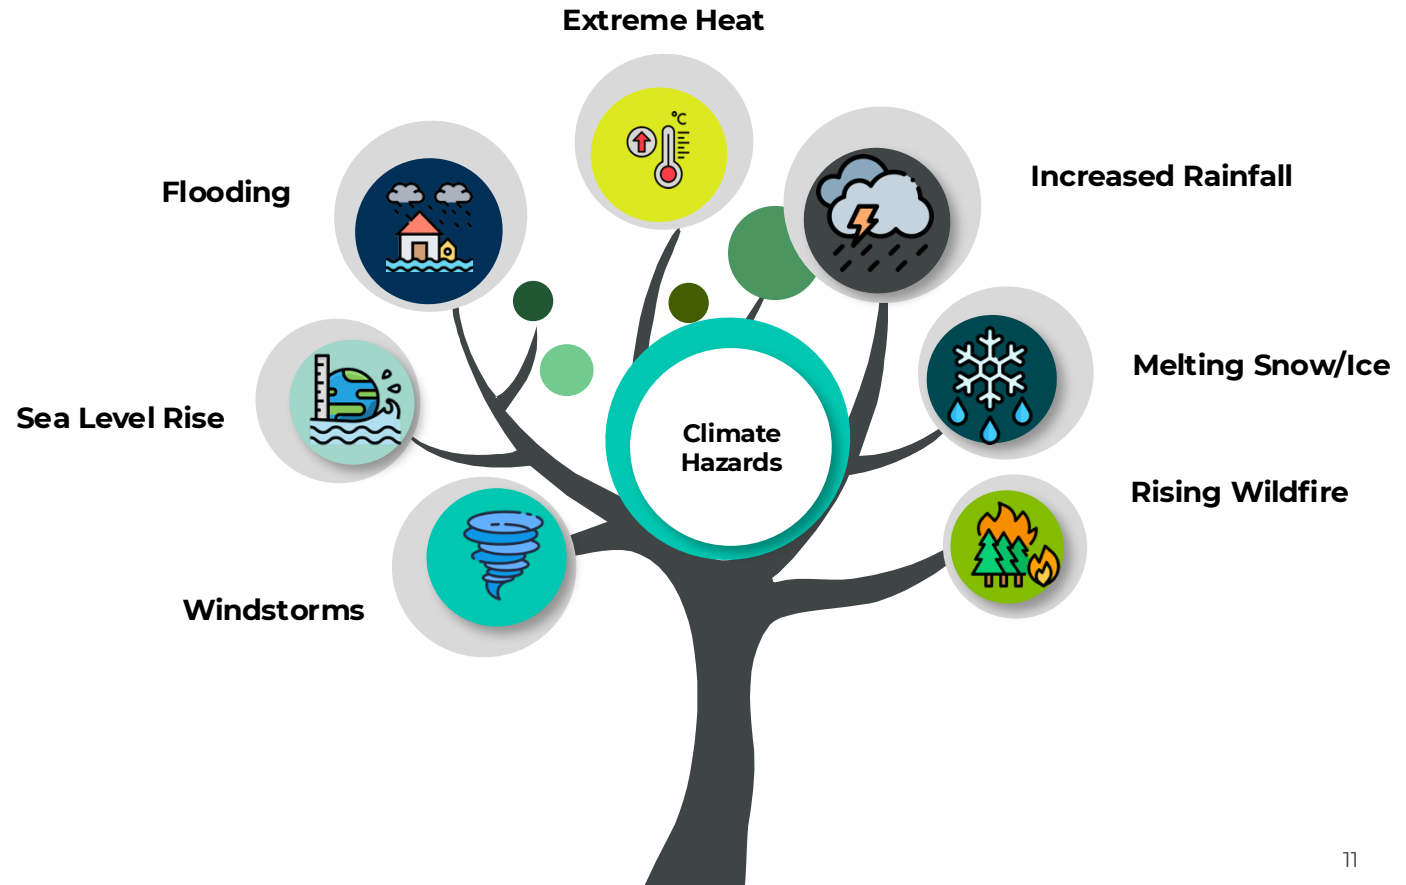 Extreme Heat
Flooding
°C
Increased Rainfall
Melting Snow/Ice
Sea Level Rise
Climate
Hazards
Rising Wildfire
Windstorms
11